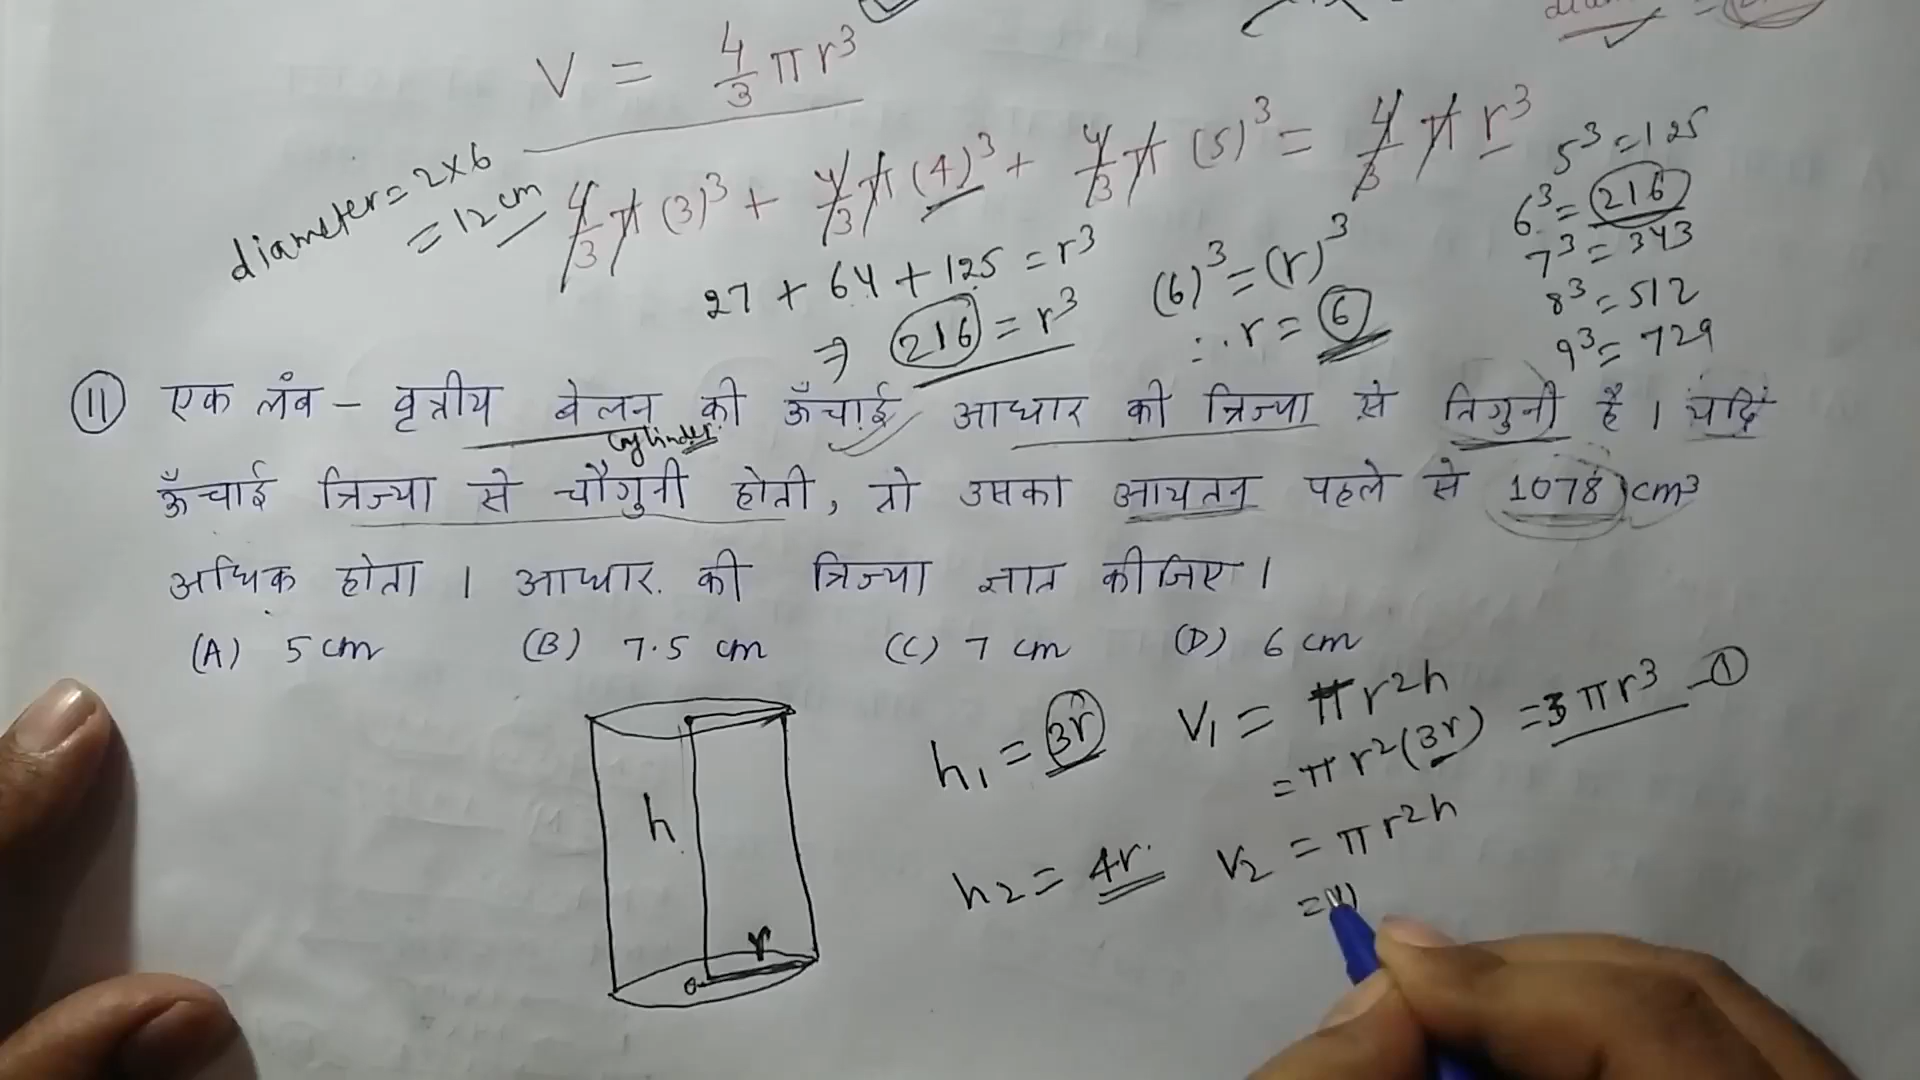 V = 4/3 πr³
diameter = 2×6
= 12 cm
4/3 π (3)³ + 4/3 π (4)³ + 4/3 π (5)³ = 4/3 π r³
27 + 64 + 125 = r³
⇒ 216 = r³
(6)³ = (r)³
∴ r = 6
5³ = 125
6³ = 216
7³ = 343
8³ = 512
9³ = 729
(11) एक लंब - वृत्तीय बेलन की ऊँचाई आधार की त्रिज्या से तिगुनी है । यदि
Cylinder
ऊँचाई त्रिज्या से चौगुनी होती, तो उसका आयतन पहले से 1078 cm³
अधिक होता । आधार की त्रिज्या ज्ञात कीजिए ।
(A) 5 cm (B) 7.5 cm (C) 7 cm (D) 6 cm
h
r
h₁ = 3r V₁ = πr²h
= πr²(3r) = 3πr³ - ①
h₂ = 4r V₂ = πr²h
=